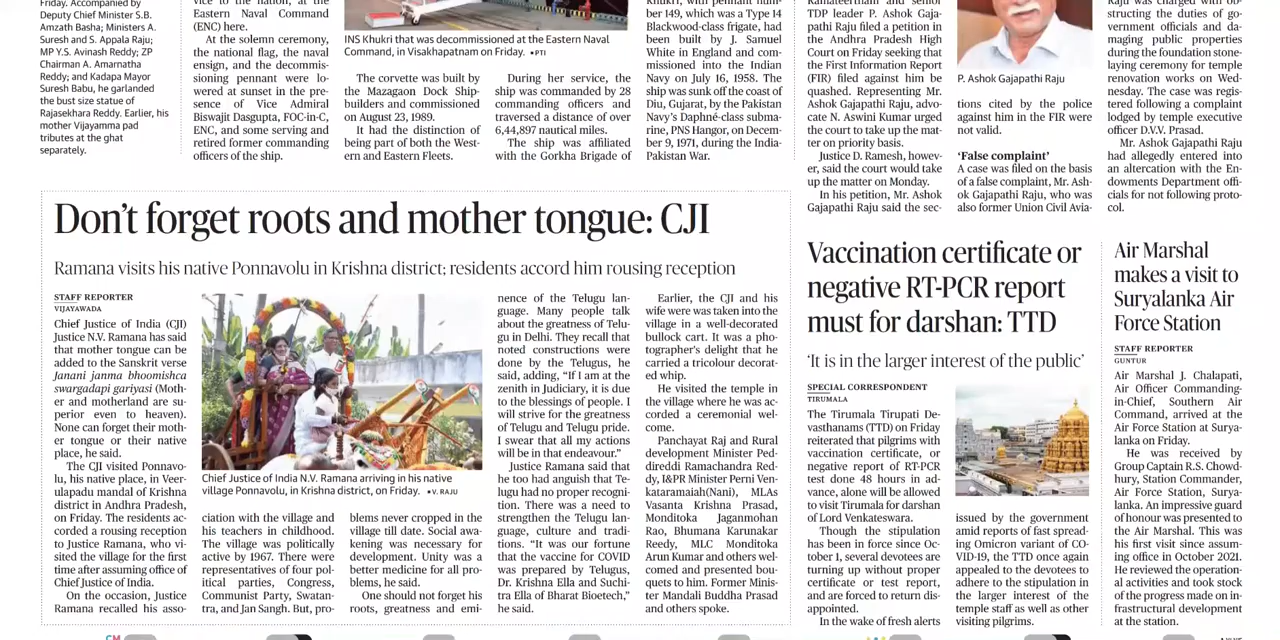 Friday. Accompanied by
Deputy Chief Minister S.B.
Amzath Basha; Ministers A.
Suresh and S. Appala Raju;
MP Y.S. Avinash Reddy; ZP
Chairman A. Amarnatha
Reddy; and Kadapa Mayor
Suresh Babu, he garlanded
the bust size statue of
Rajasekhara Reddy. Earlier, his
mother Vijayamma pad
tributes at the ghat
separately.
vice to the nation, at the
Eastern Naval Command
(ENC) here.
At the solemn ceremony,
the national flag, the naval
ensign, and the decommis-
sioning pennant were lo-
wered at sunset in the pre-
sence of Vice Admiral
Biswajit Dasgupta, FOC-in-C,
ENC, and some serving and
retired former commanding
officers of the ship.
INS Khukri that was decommissioned at the Eastern Naval
Command, in Visakhapatnam on Friday. •PTI
The corvette was built by
the Mazagaon Dock Ship-
builders and commissioned
on August 23, 1989.
It had the distinction of
being part of both the West-
ern and Eastern Fleets.
During her service, the
ship was commanded by 28
commanding officers and
traversed a distance of over
6,44,897 nautical miles.
The ship was affiliated
with the Gorkha Brigade of
Khukri, with pennant num-
ber 149, which was a Type 14
Blackwood-class frigate, had
been built by J. Samuel
White in England and com-
missioned into the Indian
Navy on July 16, 1958. The
ship was sunk off the coast of
Diu, Gujarat, by the Pakistan
Navy's Daphné-class subma-
rine, PNS Hangor, on Decem-
ber 9, 1971, during the India-
Pakistan War.
Ramateertham and senior
TDP leader P. Ashok Gaja-
pathi Raju filed a petition in
the Andhra Pradesh High
Court on Friday seeking that
the First Information Report
(FIR) filed against him be
quashed. Representing Mr.
Ashok Gajapathi Raju, advo-
cate N. Aswini Kumar urged
the court to take up the mat-
ter on priority basis.
Justice D. Ramesh, howev-
er, said the court would take
up the matter on Monday.
In his petition, Mr. Ashok
Gajapathi Raju said the sec-
P. Ashok Gajapathi Raju
tions cited by the police
against him in the FIR were
not valid.
'False complaint'
A case was filed on the basis
of a false complaint, Mr. Ash-
ok Gajapathi Raju, who was
also former Union Civil Avia-
Raju was charged with ob-
structing the duties of go-
vernment officials and da-
maging public properties
during the foundation stone-
laying ceremony for temple
renovation works on Wed-
nesday. The case was regis-
tered following a complaint
lodged by temple executive
officer D.V.V. Prasad.
Mr. Ashok Gajapathi Raju
had allegedly entered into
an altercation with the En-
dowments Department offi-
cials for not following proto-
col.
Don't forget roots and mother tongue: CJI
Ramana visits his native Ponnavolu in Krishna district; residents accord him rousing reception
STAFF REPORTER
VIJAYAWADA
Chief Justice of India (CJI)
Justice N.V. Ramana has said
that mother tongue can be
added to the Sanskrit verse
Janani janma bhoomishca
swargadapi gariyasi (Moth-
er and motherland are su-
perior even to heaven).
None can forget their moth-
er tongue or their native
place, he said.
The CJI visited Ponnavo-
lu, his native place, in Veer-
ulapadu mandal of Krishna
district in Andhra Pradesh,
on Friday. The residents ac-
corded a rousing reception
to Justice Ramana, who vi-
sited the village for the first
time after assuming office of
Chief Justice of India.
On the occasion, Justice
Ramana recalled his asso-
Chief Justice of India N.V. Ramana arriving in his native
village Ponnavolu, in Krishna district, on Friday. •V. RAJU
ciation with the village and
his teachers in childhood.
The village was politically
active by 1967. There were
representatives of four pol-
itical parties, Congress,
Communist Party, Swatan-
tra, and Jan Sangh. But, pro-
blems never cropped in the
village till date. Social awa-
kening was necessary for
development. Unity was a
better medicine for all pro-
blems, he said.
One should not forget his
roots, greatness and emi-
nence of the Telugu lan-
guage. Many people talk
about the greatness of Telu-
gu in Delhi. They recall that
noted constructions were
done by the Telugus, he
said, adding, "If I am at the
zenith in Judiciary, it is due
to the blessings of people. I
will strive for the greatness
of Telugu and Telugu pride.
I swear that all my actions
will be in that endeavour."
Justice Ramana said that
he too had anguish that Te-
lugu had no proper recogni-
tion. There was a need to
strengthen the Telugu lan-
guage, culture and tradi-
tions. "It was our fortune
that the vaccine for COVID
was prepared by Telugus,
Dr. Krishna Ella and Suchi-
tra Ella of Bharat Bioetech,"
he said.
Earlier, the CJI and his
wife were was taken into the
village in a well-decorated
bullock cart. It was a pho-
tographer's delight that he
carried a tricolour decorat-
ed whip.
He visited the temple in
the village where he was ac-
corded a ceremonial wel-
come.
Panchayat Raj and Rural
development Minister Ped-
direddi Ramachandra Red-
dy, I&PR Minister Perni Ven-
kataramaiah(Nani), MLAs
Vasanta Krishna Prasad,
Monditoka Jaganmohan
Rao, Bhumana Karunakar
Reedy, MLC Monditoka
Arun Kumar and others wel-
comed and presented bou-
quets to him. Former Minis-
ter Mandali Buddha Prasad
and others spoke.
Vaccination certificate or
negative RT-PCR report
must for darshan: TTD
'It is in the larger interest of the public'
SPECIAL CORRESPONDENT
TIRUMALA
The Tirumala Tirupati De-
vasthanams (TTD) on Friday
reiterated that pilgrims with
vaccination certificate, or
negative report of RT-PCR
test done 48 hours in ad-
vance, alone will be allowed
to visit Tirumala for darshan
of Lord Venkateswara.
Though the stipulation
has been in force since Oc-
tober 1, several devotees are
turning up without proper
certificate or test report,
and are forced to return dis-
appointed.
In the wake of fresh alerts
issued by the government
amid reports of fast spread-
ing Omicron variant of CO-
VID-19, the TTD once again
appealed to the devotees to
adhere to the stipulation in
the larger interest of the
temple staff as well as other
visiting pilgrims.
Air Marshal
makes a visit to
Suryalanka Air
Force Station
STAFF REPORTER
GUNTUR
Air Marshal J. Chalapati,
Air Officer Commanding-
in-Chief, Southern Air
Command, arrived at the
Air Force Station at Surya-
lanka on Friday.
He was received by
Group Captain R.S. Chowd-
hury, Station Commander,
Air Force Station, Surya-
lanka. An impressive guard
of honour was presented to
the Air Marshal. This was
his first visit since assum-
ing office in October 2021.
He reviewed the operation-
al activities and took stock
of the progress made on in-
frastructural development
at the station.